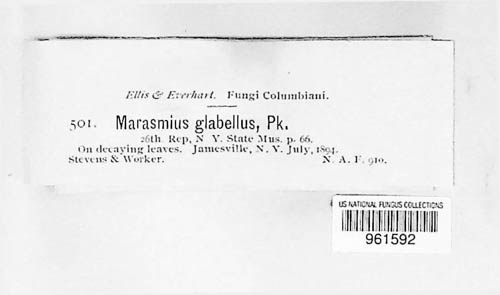 Ellis & Everhart. Fungi Columbiani.
501. Marasmius glabellus, Pk.
26th. Rep, N Y. State Mus. p. 66.
On decaying leaves. Jamesville, N. Y. July, 1894.
Stevens & Worker. N. A. F. 910.
US NATIONAL FUNGUS COLLECTIONS
961592